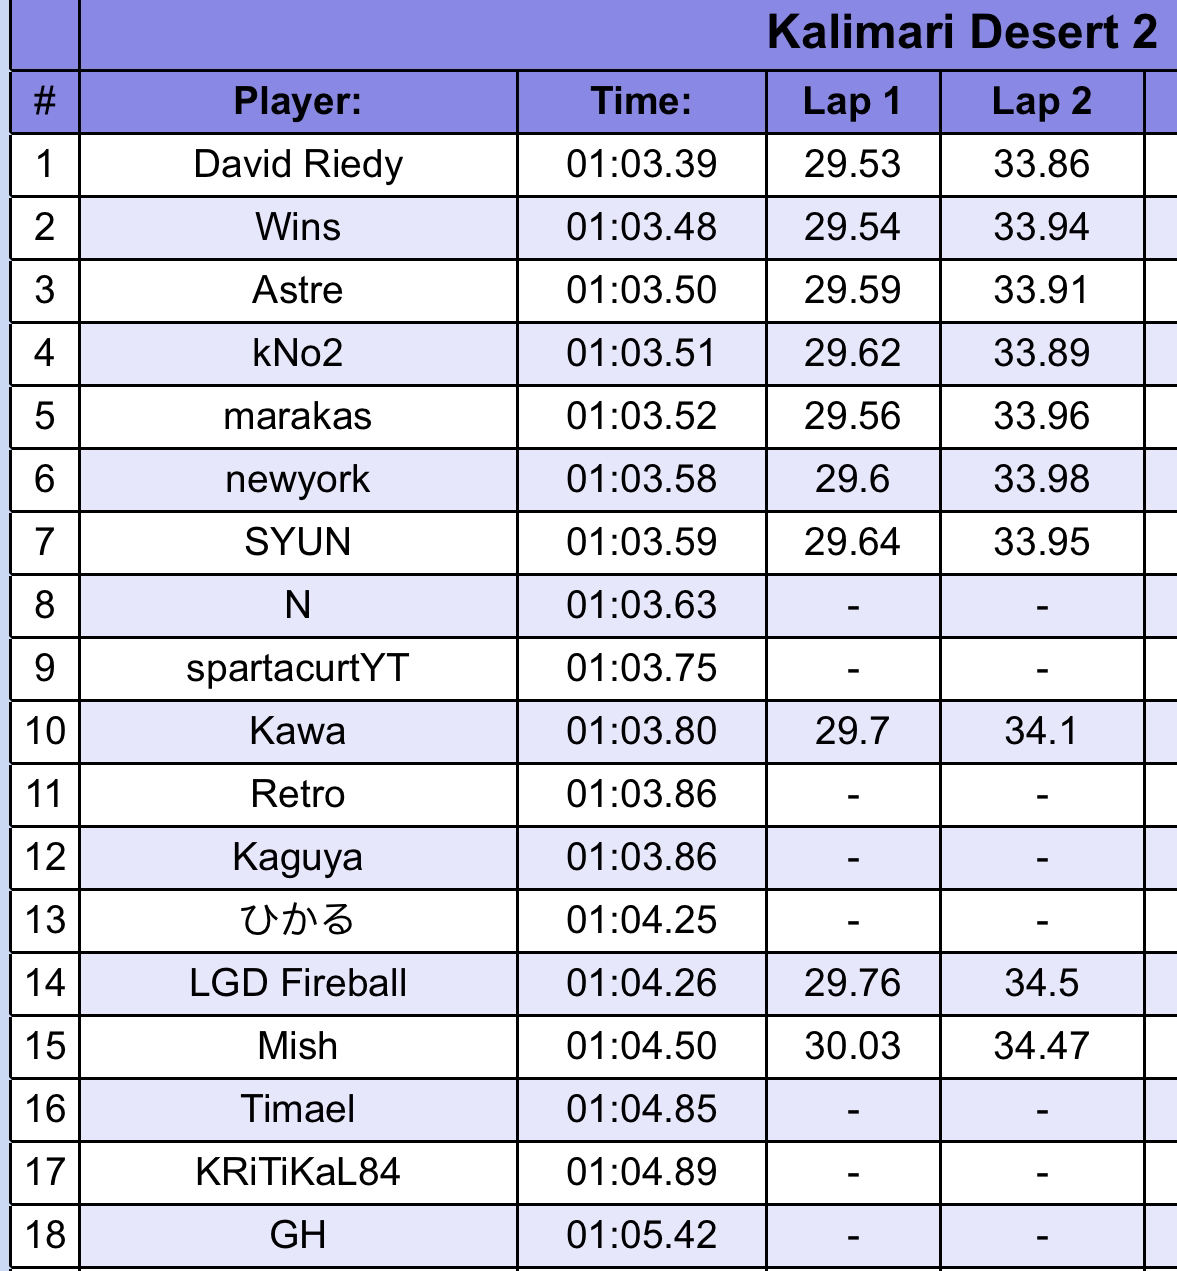 Kalimari Desert 2
# Player: Time: Lap 1 Lap 2
1 David Riedy 01:03.39 29.53 33.86
2 Wins 01:03.48 29.54 33.94
3 Astre 01:03.50 29.59 33.91
4 kNo2 01:03.51 29.62 33.89
5 marakas 01:03.52 29.56 33.96
6 newyork 01:03.58 29.6 33.98
7 SYUN 01:03.59 29.64 33.95
8 N 01:03.63 - -
9 spartacurtYT 01:03.75 - -
10 Kawa 01:03.80 29.7 34.1
11 Retro 01:03.86 - -
12 Kaguya 01:03.86 - -
13 ひかる 01:04.25 - -
14 LGD Fireball 01:04.26 29.76 34.5
15 Mish 01:04.50 30.03 34.47
16 Timael 01:04.85 - -
17 KRiTiKaL84 01:04.89 - -
18 GH 01:05.42 - -